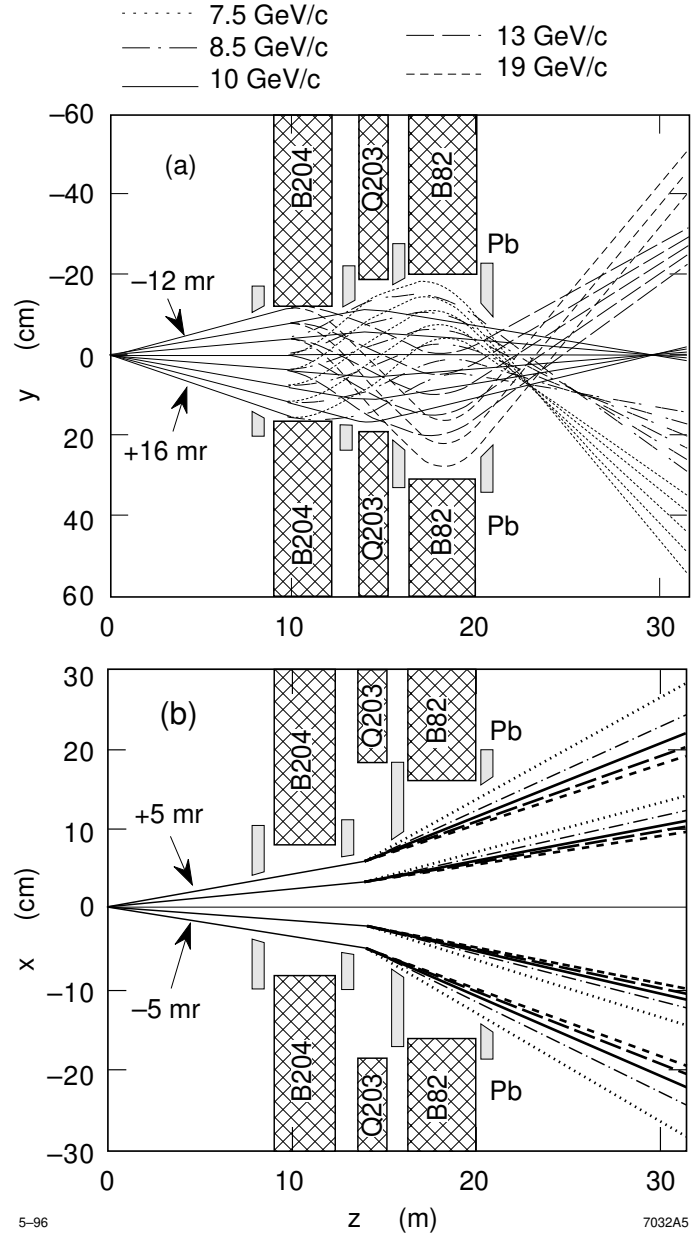 7.5 GeV/c
8.5 GeV/c
10 GeV/c
13 GeV/c
19 GeV/c
(a)
–60
–40
–20
0
20
40
60
y (cm)
B204
Q203
B82
Pb
–12 mr
+16 mr
B204
Q203
B82
Pb
0
10
20
30
(b)
30
20
10
0
–10
–20
–30
x (cm)
B204
Q203
B82
Pb
+5 mr
–5 mr
B204
Q203
B82
Pb
0
10
20
30
z (m)
5–96
7032A5